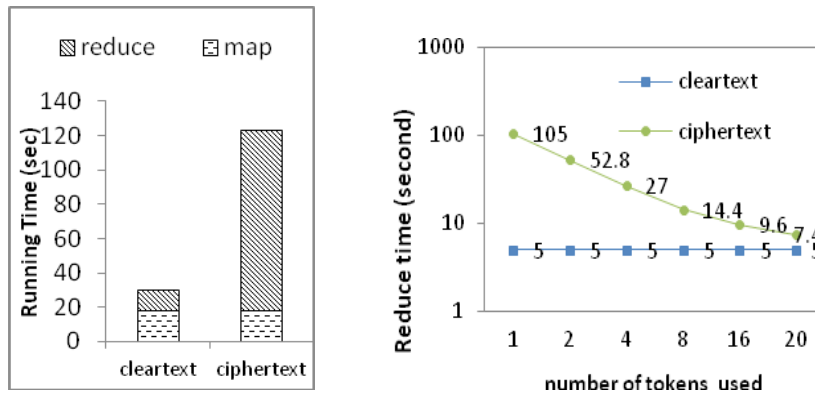 reduce map
140
120
100
80
60
40
20
0
Running Time (sec)
cleartext ciphertext
1000
100
10
1
Reduce time (second)
cleartext
ciphertext
105
52.8
27
14.4
9.6
7.4
5 5 5 5 5 5
1 2 4 8 16 20
number of tokens used